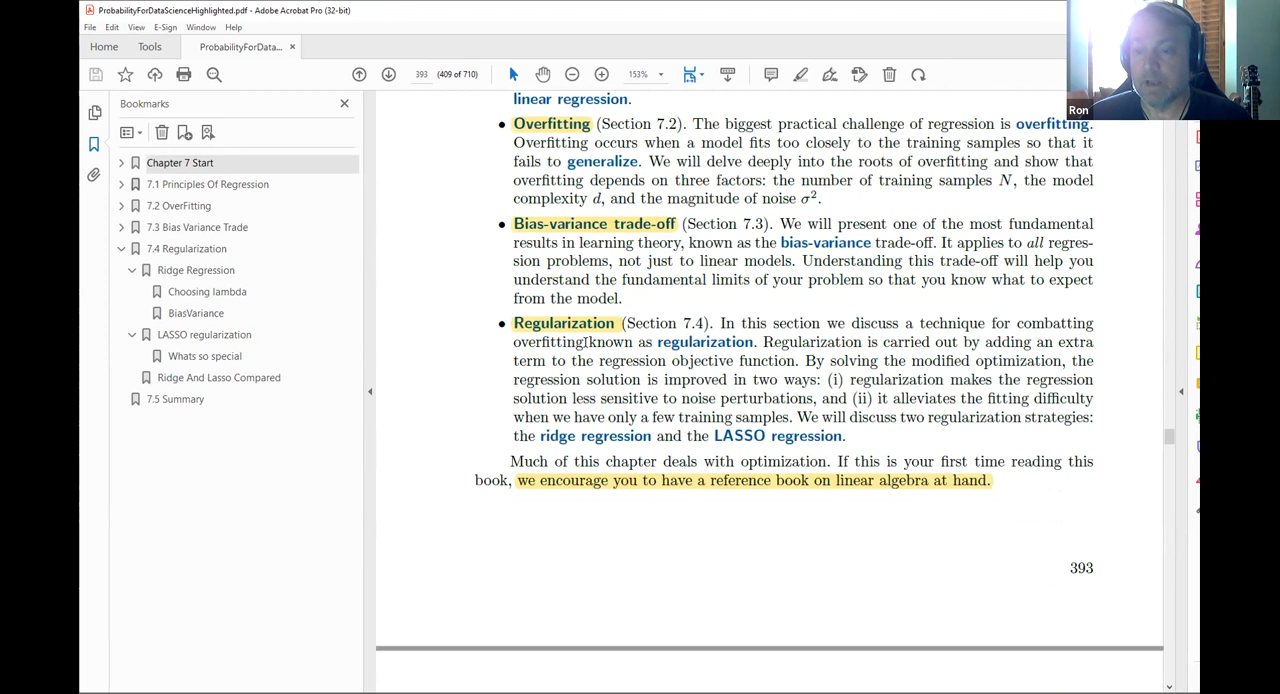 ProbabilityForDataScienceHighlighted.pdf - Adobe Acrobat Pro (32-bit)
File Edit View E-Sign Window Help
Home Tools ProbabilityForData... ×
393 (409 of 710) 153%
Bookmarks
Chapter 7 Start
7.1 Principles Of Regression
7.2 OverFitting
7.3 Bias Variance Trade
7.4 Regularization
Ridge Regression
Choosing lambda
BiasVariance
LASSO regularization
Whats so special
Ridge And Lasso Compared
7.5 Summary
linear regression.
• Overfitting (Section 7.2). The biggest practical challenge of regression is overfitting.
Overfitting occurs when a model fits too closely to the training samples so that it
fails to generalize. We will delve deeply into the roots of overfitting and show that
overfitting depends on three factors: the number of training samples N, the model
complexity d, and the magnitude of noise σ².
• Bias-variance trade-off (Section 7.3). We will present one of the most fundamental
results in learning theory, known as the bias-variance trade-off. It applies to all regres-
sion problems, not just to linear models. Understanding this trade-off will help you
understand the fundamental limits of your problem so that you know what to expect
from the model.
• Regularization (Section 7.4). In this section we discuss a technique for combatting
overfitting known as regularization. Regularization is carried out by adding an extra
term to the regression objective function. By solving the modified optimization, the
regression solution is improved in two ways: (i) regularization makes the regression
solution less sensitive to noise perturbations, and (ii) it alleviates the fitting difficulty
when we have only a few training samples. We will discuss two regularization strategies:
the ridge regression and the LASSO regression.
Much of this chapter deals with optimization. If this is your first time reading this
book, we encourage you to have a reference book on linear algebra at hand.
393
Ron